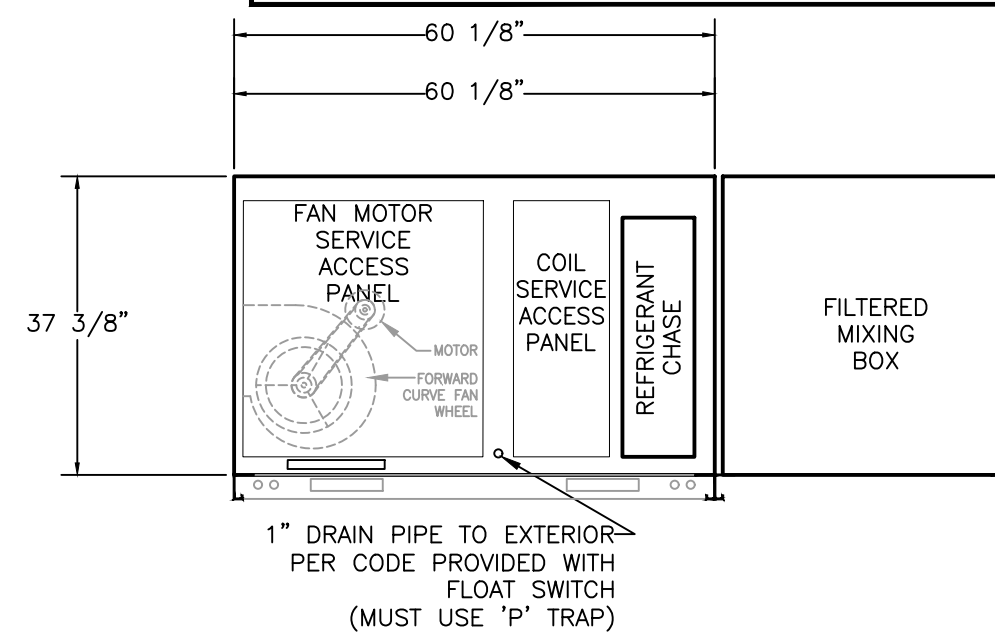 60 1/8”
60 1/8”
37 3/8”
FAN MOTOR
SERVICE
ACCESS
PANEL
MOTOR
FORWARD
CURVE FAN
WHEEL
COIL
SERVICE
ACCESS
PANEL
REFRIGERANT
CHASE
FILTERED
MIXING
BOX
1” DRAIN PIPE TO EXTERIOR
PER CODE PROVIDED WITH
FLOAT SWITCH
(MUST USE ’P’ TRAP)